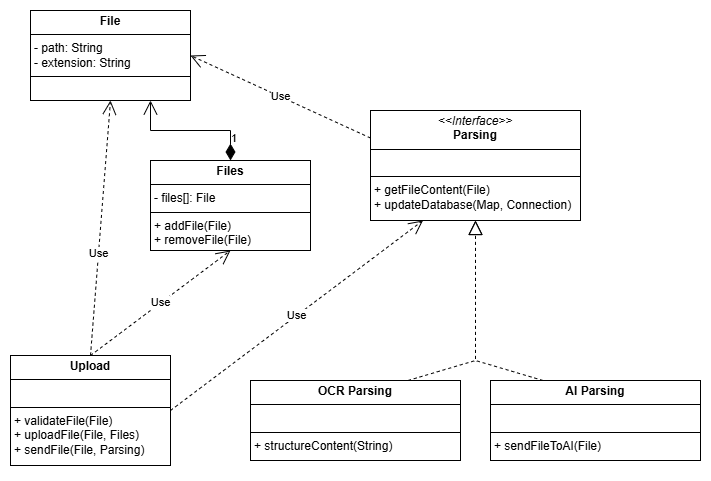 File
- path: String
- extension: String
Use
<<Interface>>
Parsing
+ getFileContent(File)
+ updateDatabase(Map, Connection)
1
Files
- files[]: File
+ addFile(File)
+ removeFile(File)
Use
Use
Use
Upload
+ validateFile(File)
+ uploadFile(File, Files)
+ sendFile(File, Parsing)
OCR Parsing
+ structureContent(String)
AI Parsing
+ sendFileToAI(File)